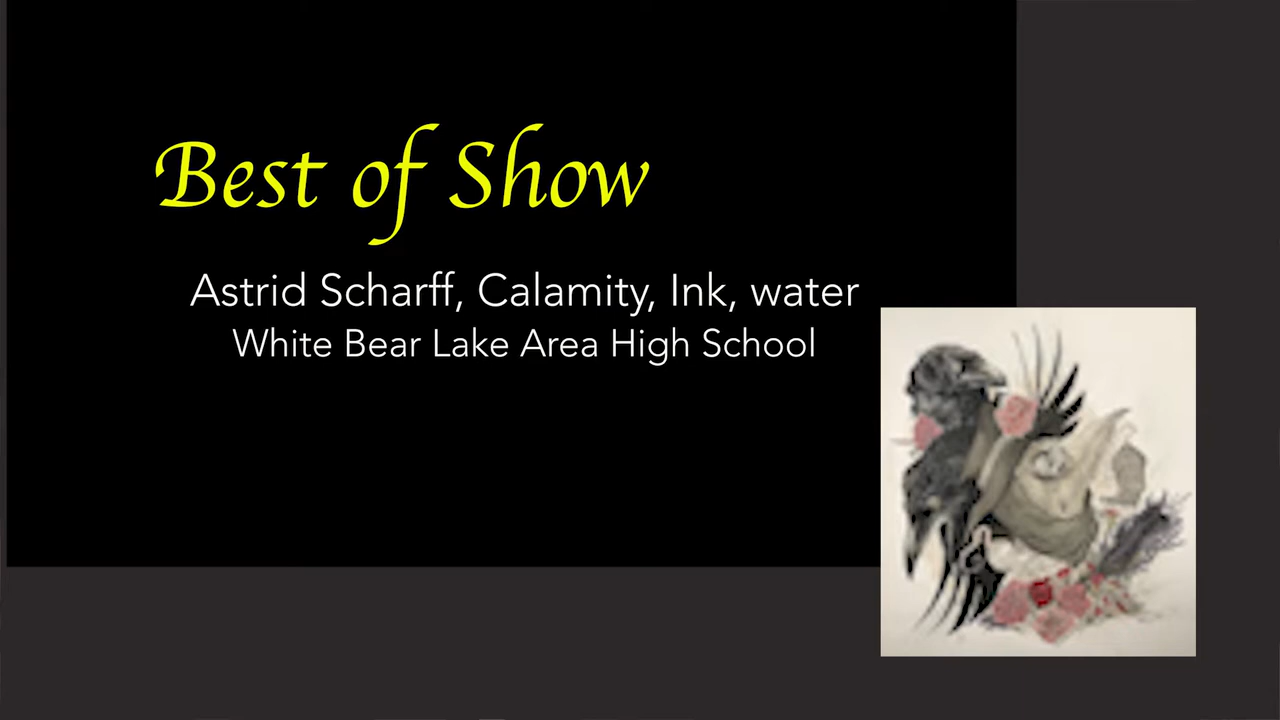 Best of Show
Astrid Scharff, Calamity, Ink, water
White Bear Lake Area High School